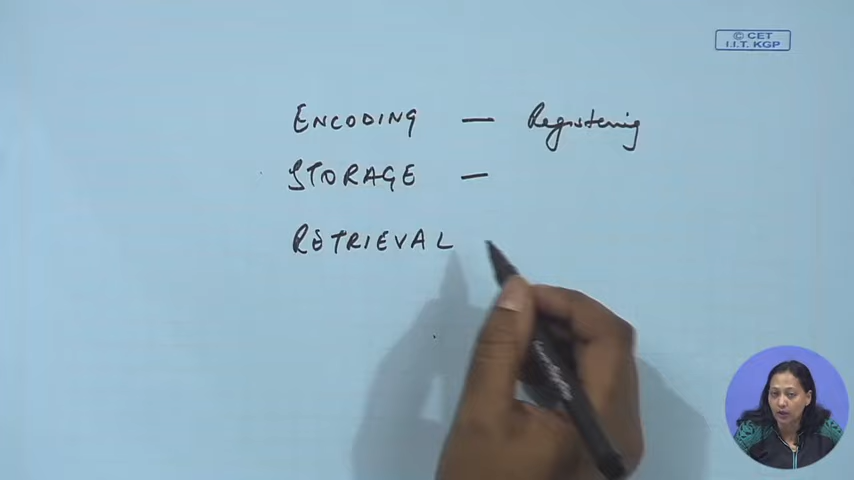 © CET
I.I.T. KGP
ENCODING — Registering
STORAGE —
RETRIEVAL